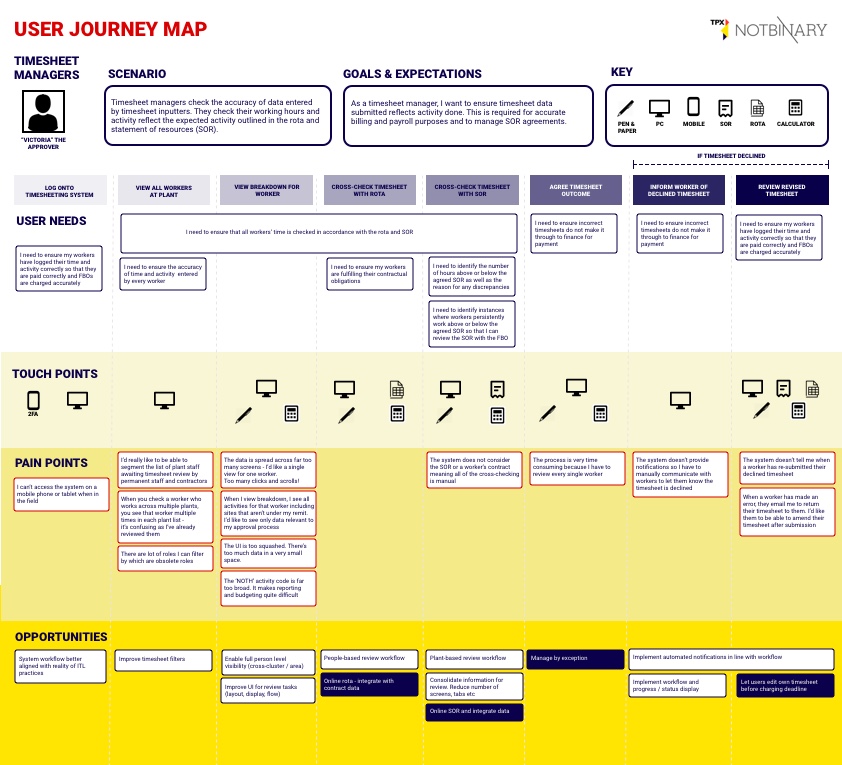 USER JOURNEY MAP
TPX
NOTBINARY
TIMESHEET
MANAGERS
"VICTORIA" THE
APPROVER
SCENARIO
Timesheet managers check the accuracy of data entered
by timesheet inputters. They check their working hours and
activity reflect the expected activity outlined in the rota and
statement of resources (SOR).
GOALS & EXPECTATIONS
As a timesheet manager, I want to ensure timesheet data
submitted reflects activity done. This is required for accurate
billing and payroll purposes and to manage SOR agreements.
KEY
PEN &
PAPER
PC
MOBILE
SOR
ROTA
CALCULATOR
IF TIMESHEET DECLINED
LOG ONTO
TIMESHEETING SYSTEM
VIEW ALL WORKERS
AT PLANT
VIEW BREAKDOWN FOR
WORKER
CROSS-CHECK TIMESHEET
WITH ROTA
CROSS-CHECK TIMESHEET
WITH SOR
AGREE TIMESHEET
OUTCOME
INFORM WORKER OF
DECLINED TIMESHEET
REVIEW REVISED
TIMESHEET
USER NEEDS
I need to ensure my workers
have logged their time and
activity correctly so that they
are paid correctly and FBOs
are charged accurately
I need to ensure that all workers' time is checked in accordance with the rota and SOR
I need to ensure the accuracy
of time and activity entered
by every worker
I need to ensure my workers
are fulfilling their contractual
obligations
I need to identify the number
of hours above or below the
agreed SOR as well as the
reason for any discrepancies
I need to identify instances
where workers persistently
work above or below the
agreed SOR so that I can
review the SOR with the FBO
I need to ensure incorrect
timesheets do not make it
through to finance for
payment
I need to ensure incorrect
timesheets do not make it
through to finance for
payment
I need to ensure my workers
have logged their time and
activity correctly so that they
are paid correctly and FBOs
are charged accurately
TOUCH POINTS
2FA
PAIN POINTS
I can't access the system on a
mobile phone or tablet when in
the field
I'd really like to be able to
segment the list of plant staff
awaiting timesheet review by
permanent staff and contractors
When you check a worker who
works across multiple plants,
you see that worker multiple
times in each plant list -
it's confusing as I've already
reviewed them
There are lot of roles I can filter
by which are obsolete roles
The data is spread across far too
many screens - I'd like a single
view for one worker.
Too many clicks and scrolls!
When I view breakdown, I see all
activities for that worker including
sites that aren't under my remit.
I'd like to see only data relevant to
my approval process
The UI is too squashed. There's
too much data in a very small
space.
The 'NOTH' activity code is far
too broad. It makes reporting
and budgeting quite difficult
The system does not consider
the SOR or a worker's contract
meaning all of the cross-checking
is manual
The process is very time
consuming because I have to
review every single worker
The system doesn't provide
notifications so I have to
manually communicate with
workers to let them know the
timesheet is declined
The system doesn't tell me when
a worker has re-submitted their
declined timesheet
When a worker has made an
error, they email me to return
their timesheet to them. I'd like
them to be able to amend their
timesheet after submission
OPPORTUNITIES
System workflow better
aligned with reality of ITL
practices
Improve timesheet filters
Enable full person level
visibility (cross-cluster / area)
Improve UI for review tasks
(layout, display, flow)
People-based review workflow
Online rota - integrate with
contract data
Plant-based review workflow
Consolidate information for
review. Reduce number of
screens, tabs etc
Online SOR and integrate data
Manage by exception
Implement automated notifications in line with workflow
Implement workflow and
progress / status display
Let users edit own timesheet
before charging deadline